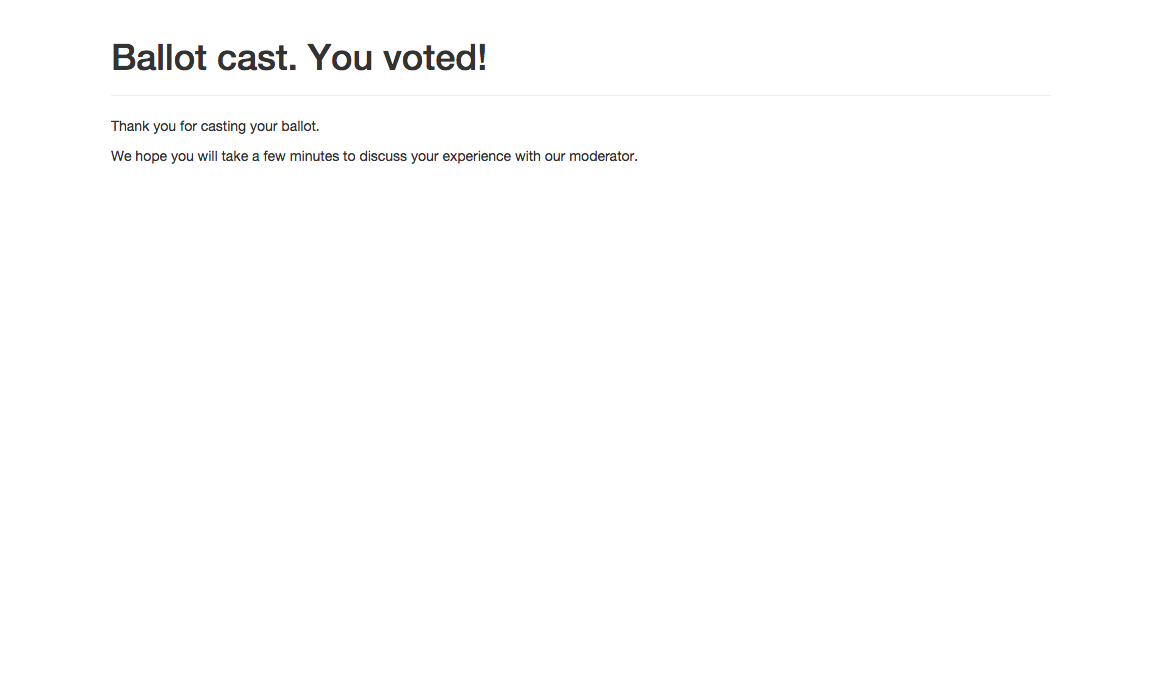 Ballot cast. You voted!
Thank you for casting your ballot.
We hope you will take a few minutes to discuss your experience with our moderator.